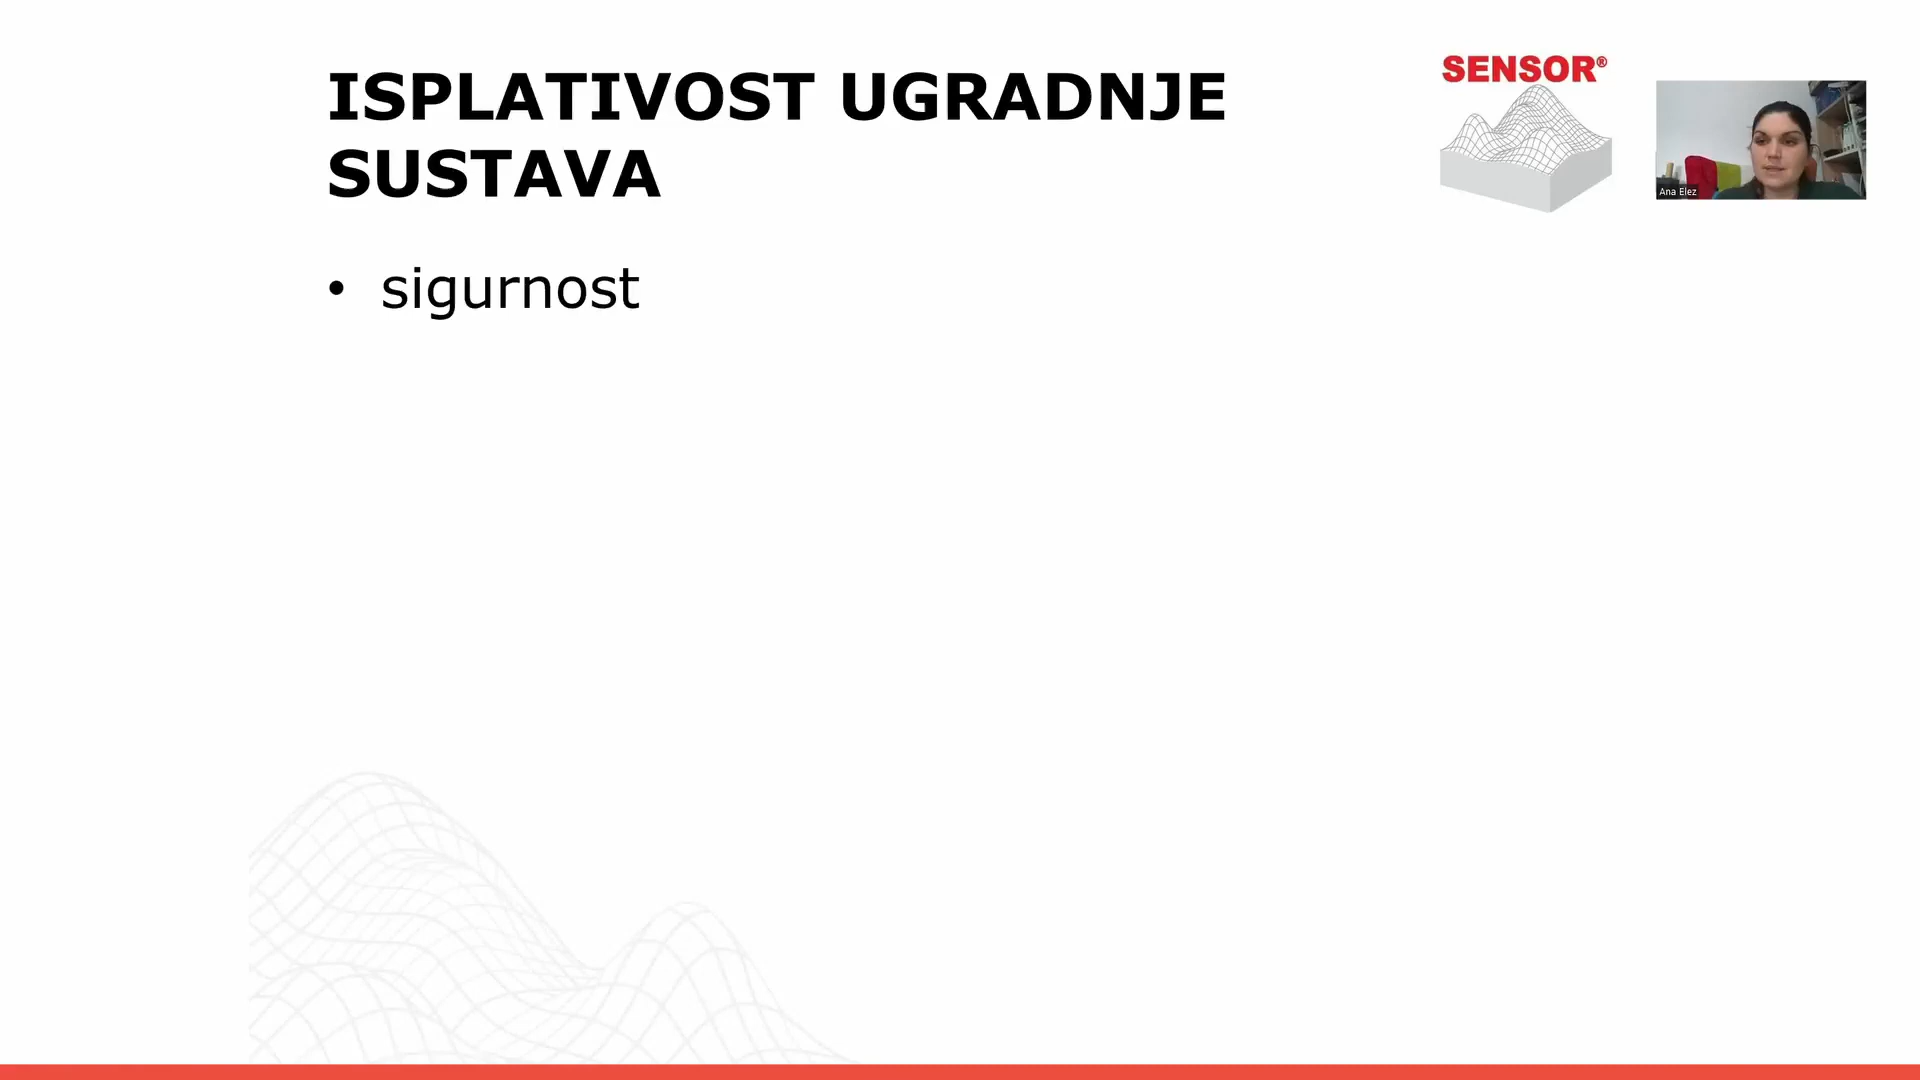 ISPLATIVOST UGRADNJE
SUSTAVA
SENSOR®
Ana Elez
• sigurnost